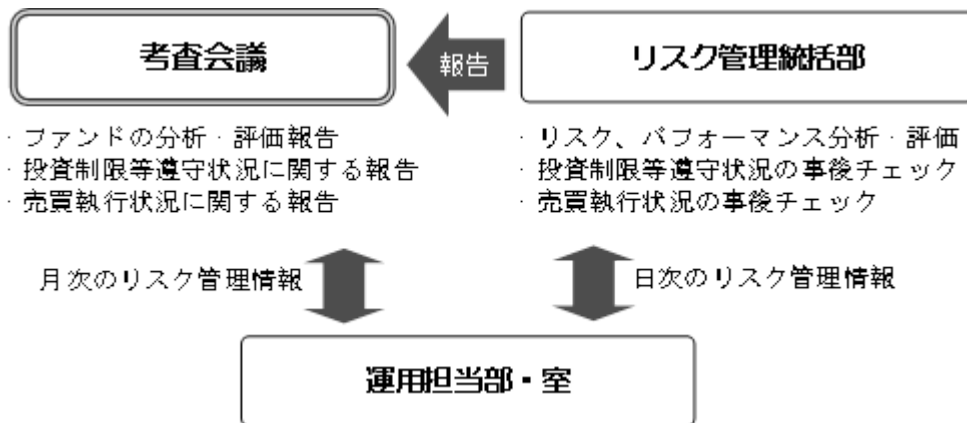 考査会議
報告
リスク管理統括部
・ファンドの分析・評価報告
・投資制限等遵守状況に関する報告
・売買執行状況に関する報告
・リスク、パフォーマンス分析・評価
・投資制限等遵守状況の事後チェック
・売買執行状況の事後チェック
月次のリスク管理情報
日次のリスク管理情報
運用担当部・室